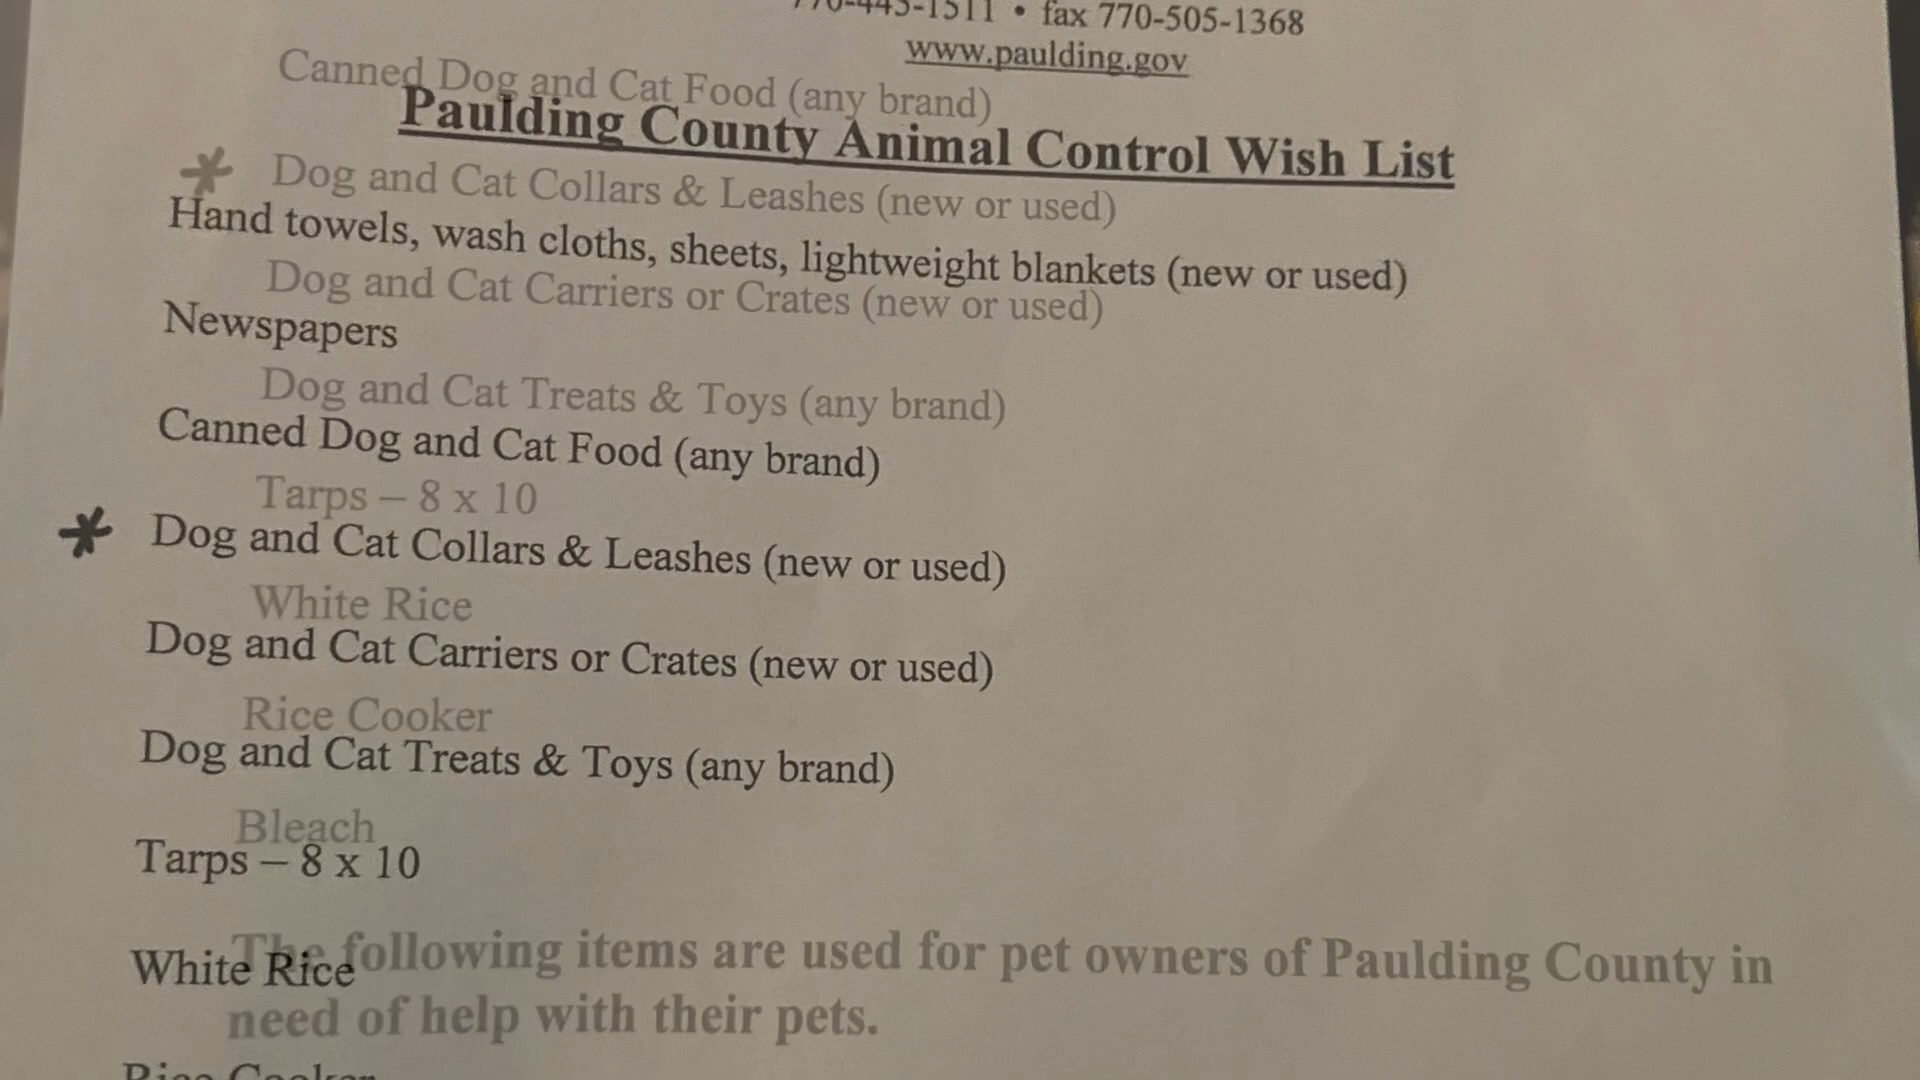 770-443-1511 • fax 770-505-1368
www.paulding.gov
Canned Dog and Cat Food (any brand)
Paulding County Animal Control Wish List
* Dog and Cat Collars & Leashes (new or used)
Hand towels, wash cloths, sheets, lightweight blankets (new or used)
Dog and Cat Carriers or Crates (new or used)
Newspapers
Dog and Cat Treats & Toys (any brand)
Canned Dog and Cat Food (any brand)
Tarps – 8 x 10
* Dog and Cat Collars & Leashes (new or used)
White Rice
Dog and Cat Carriers or Crates (new or used)
Rice Cooker
Dog and Cat Treats & Toys (any brand)
Bleach
Tarps – 8 x 10
The following items are used for pet owners of Paulding County in
White Rice
need of help with their pets.
Rice Cooker